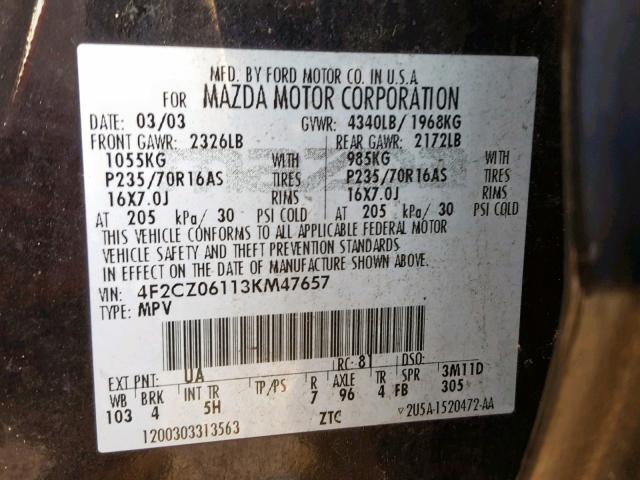 MFD. BY FORD MOTOR CO. IN U.S.A.
FOR MAZDA MOTOR CORPORATION
DATE: 03/03 GVWR: 4340LB/ 1968KG
FRONT GAWR: 2326LB REAR GAWR: 2172LB
1055KG WITH 985KG WITH
P235/70R16AS TIRES P235/70R16AS TIRES
16X7.0J RIMS 16X7.0J RIMS
AT 205 kPa/ 30 PSI COLD AT 205 kPa/ 30 PSI COLD
THIS VEHICLE CONFORMS TO ALL APPLICABLE FEDERAL MOTOR
VEHICLE SAFETY AND THEFT PREVENTION STANDARDS
IN EFFECT ON THE DATE OF MANUFACTURE SHOWN ABOVE.
VIN: 4F2CZ06113KM47657
TYPE: MPV
EXT PNT: UA RC: 81 DSO:
WB BRK INT TR TP/PS R AXLE TR SPR 3M11D
103 4 5H 7 96 4 FB 305
1200303313563 ZTC 2U5A-1520472-AA